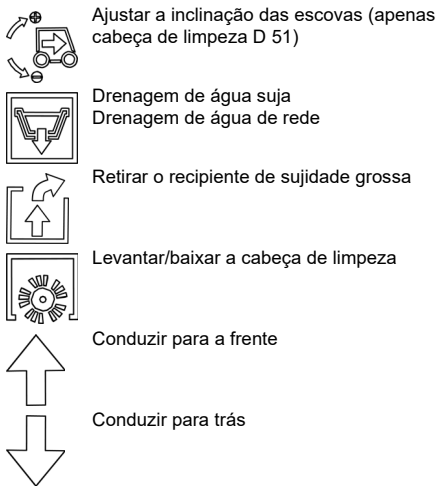 Ajustar a inclinação das escovas (apenas
cabeça de limpeza D 51)
Drenagem de água suja
Drenagem de água de rede
Retirar o recipiente de sujidade grossa
Levantar/baixar a cabeça de limpeza
Conduzir para a frente
Conduzir para trás